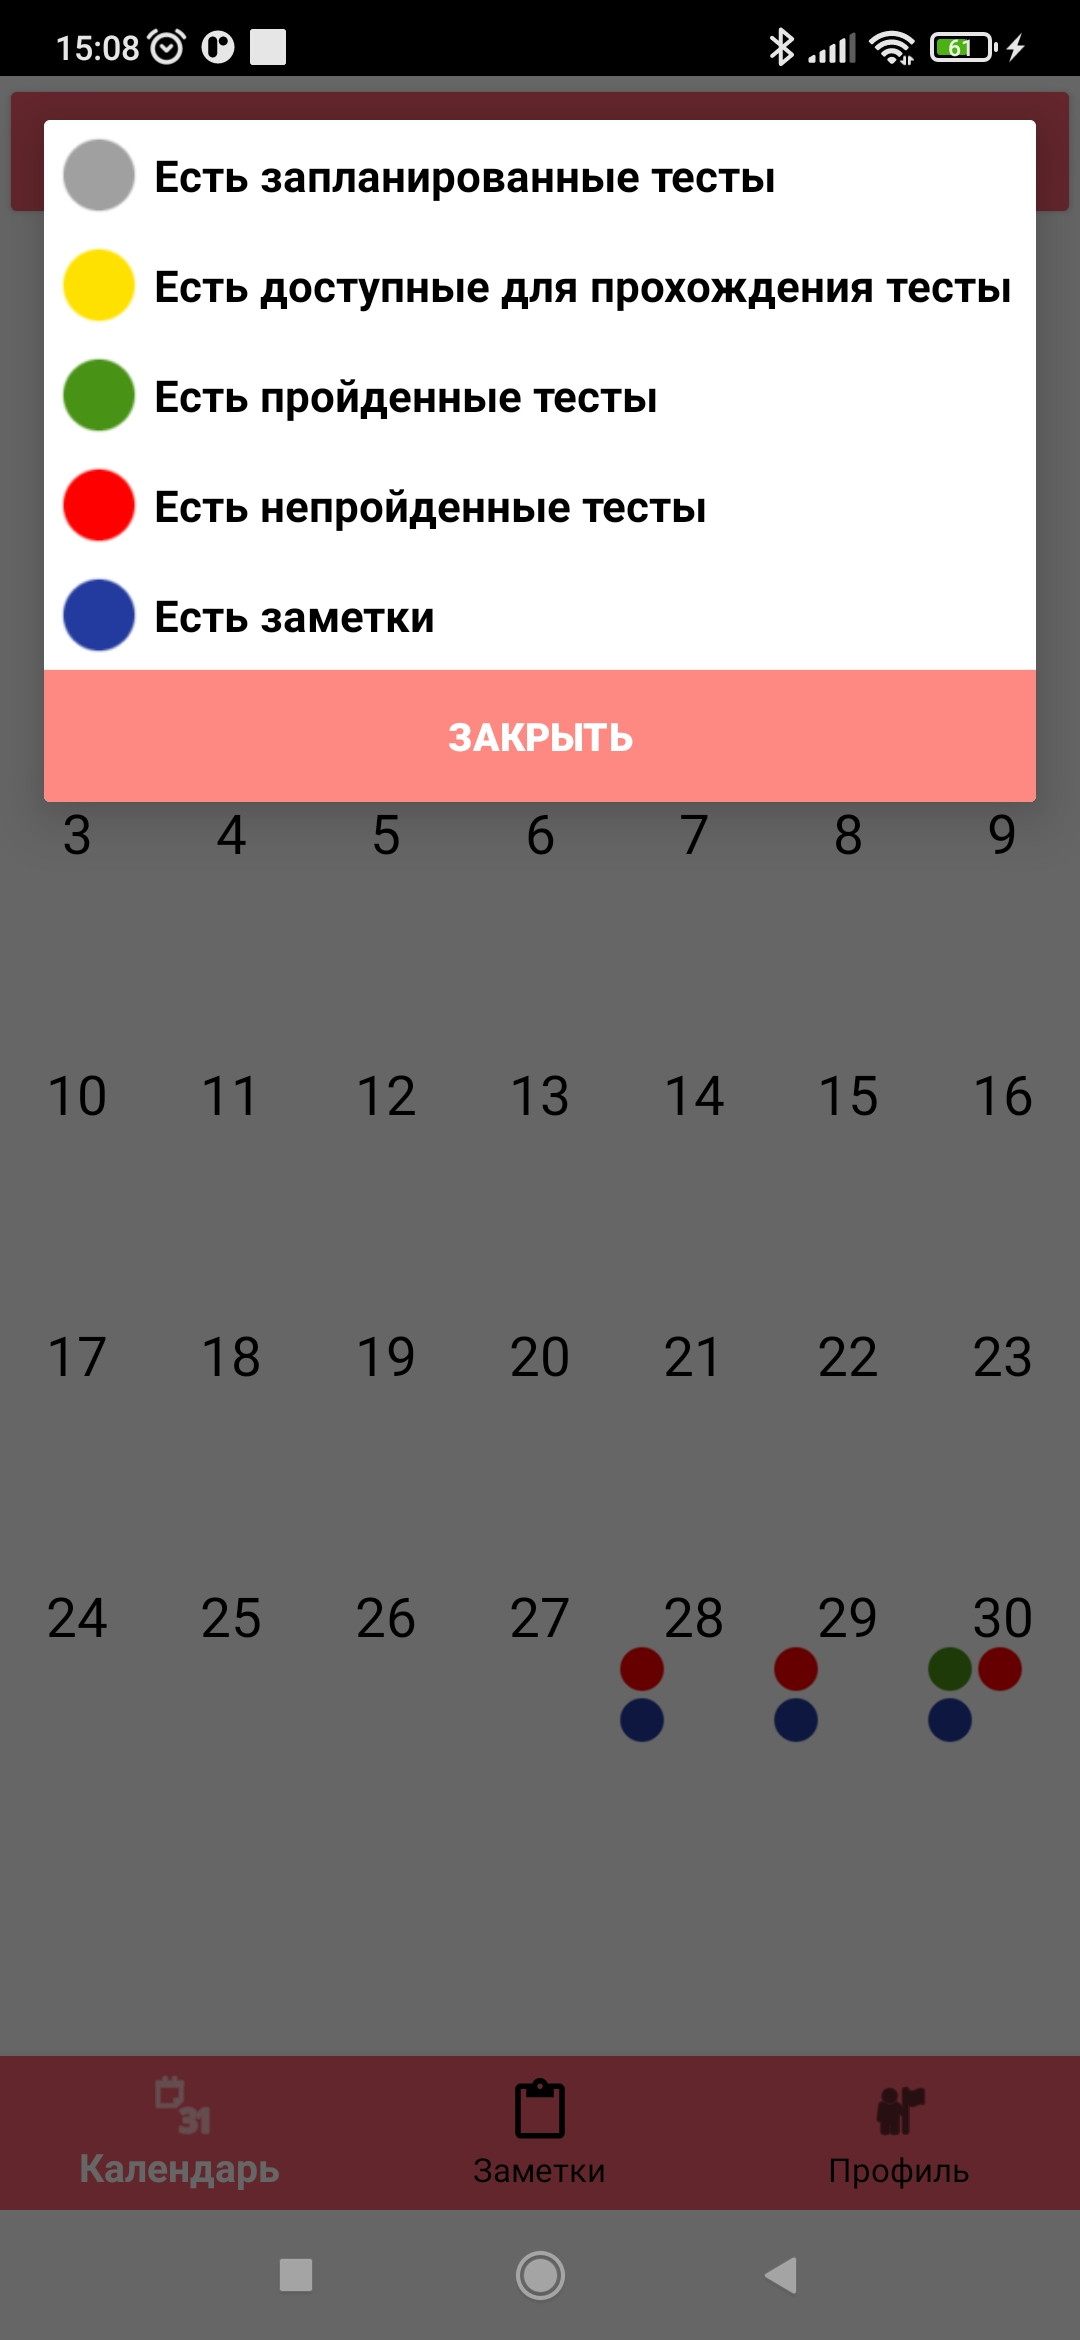 15:08 61
Есть запланированные тесты
Есть доступные для прохождения тесты
Есть пройденные тесты
Есть непройденные тесты
Есть заметки
ЗАКРЫТЬ
3 4 5 6 7 8 9
10 11 12 13 14 15 16
17 18 19 20 21 22 23
24 25 26 27 28 29 30
31
Календарь Заметки Профиль